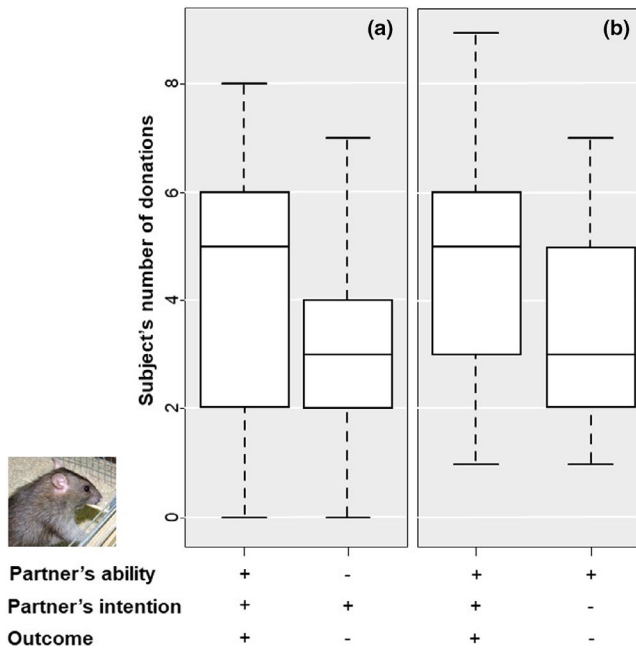 (a) (b)
Subject's number of donations
8
6
4
2
0
Partner's ability + - + +
Partner's intention + + + -
Outcome + - + -